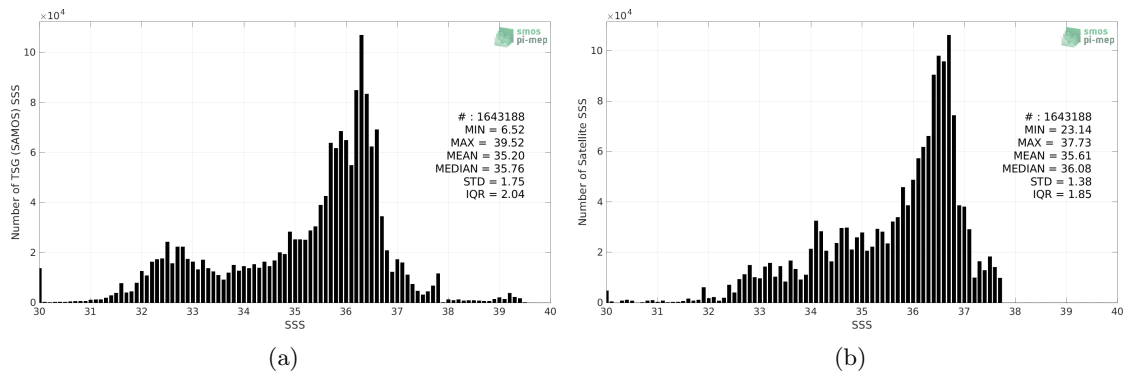 ×10⁴
10
8
6
4
2
0
Number of TSG (SAMOS) SSS
30 31 32 33 34 35 36 37 38 39 40
SSS
smos
pi-mep
# : 1643188
MIN = 6.52
MAX = 39.52
MEAN = 35.20
MEDIAN = 35.76
STD = 1.75
IQR = 2.04
(a)
×10⁴
10
8
6
4
2
0
Number of Satellite SSS
30 31 32 33 34 35 36 37 38 39 40
SSS
smos
pi-mep
# : 1643188
MIN = 23.14
MAX = 37.73
MEAN = 35.61
MEDIAN = 36.08
STD = 1.38
IQR = 1.85
(b)